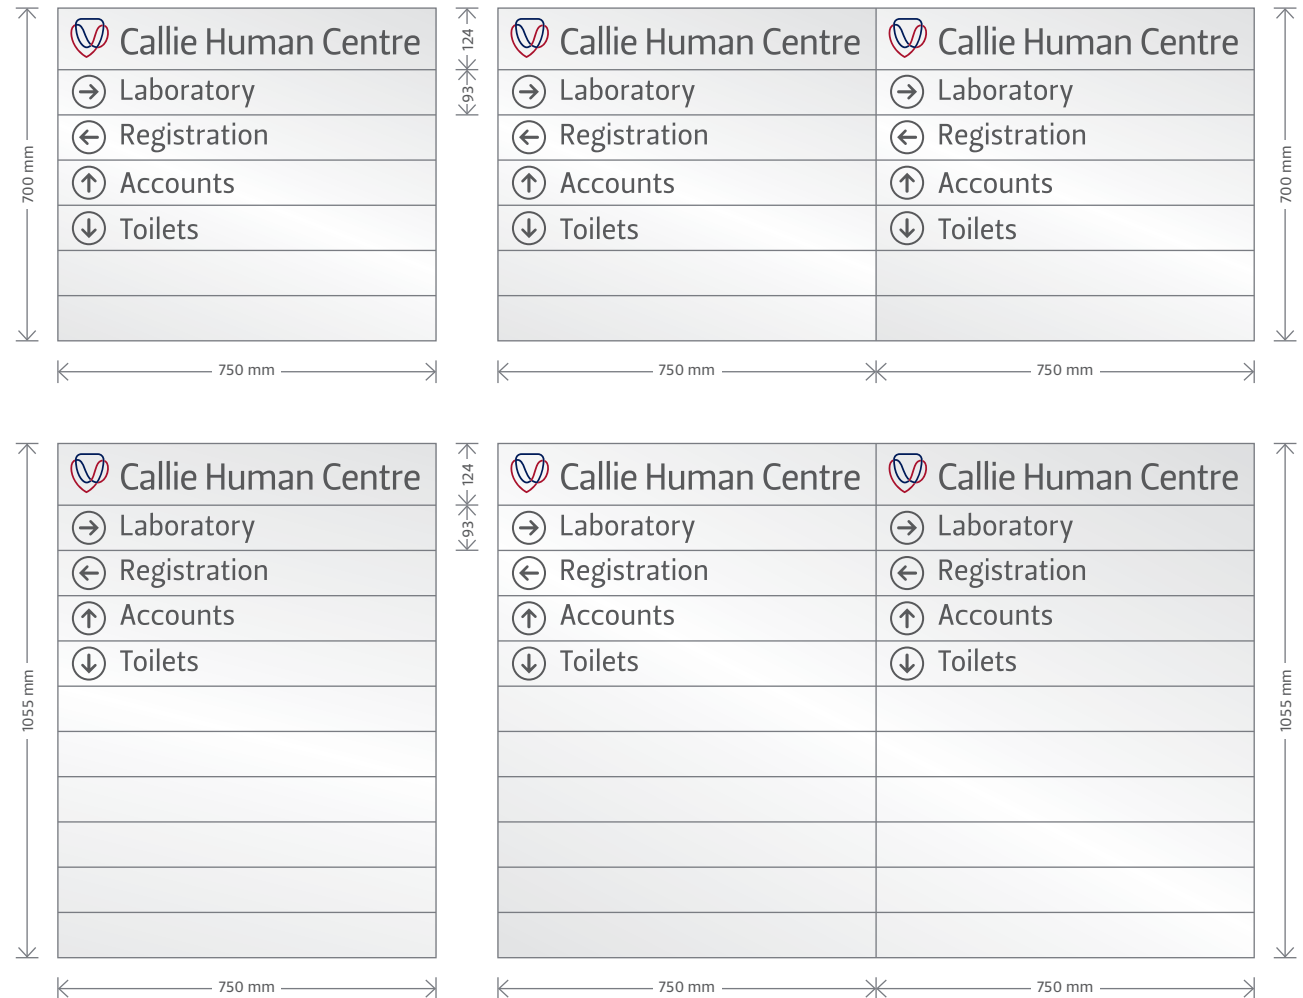 Callie Human Centre
Laboratory
Registration
Accounts
Toilets
700 mm
750 mm
124
93
Callie Human Centre
Laboratory
Registration
Accounts
Toilets
750 mm
Callie Human Centre
Laboratory
Registration
Accounts
Toilets
750 mm
700 mm
Callie Human Centre
Laboratory
Registration
Accounts
Toilets
1055 mm
750 mm
124
93
Callie Human Centre
Laboratory
Registration
Accounts
Toilets
750 mm
Callie Human Centre
Laboratory
Registration
Accounts
Toilets
750 mm
1055 mm